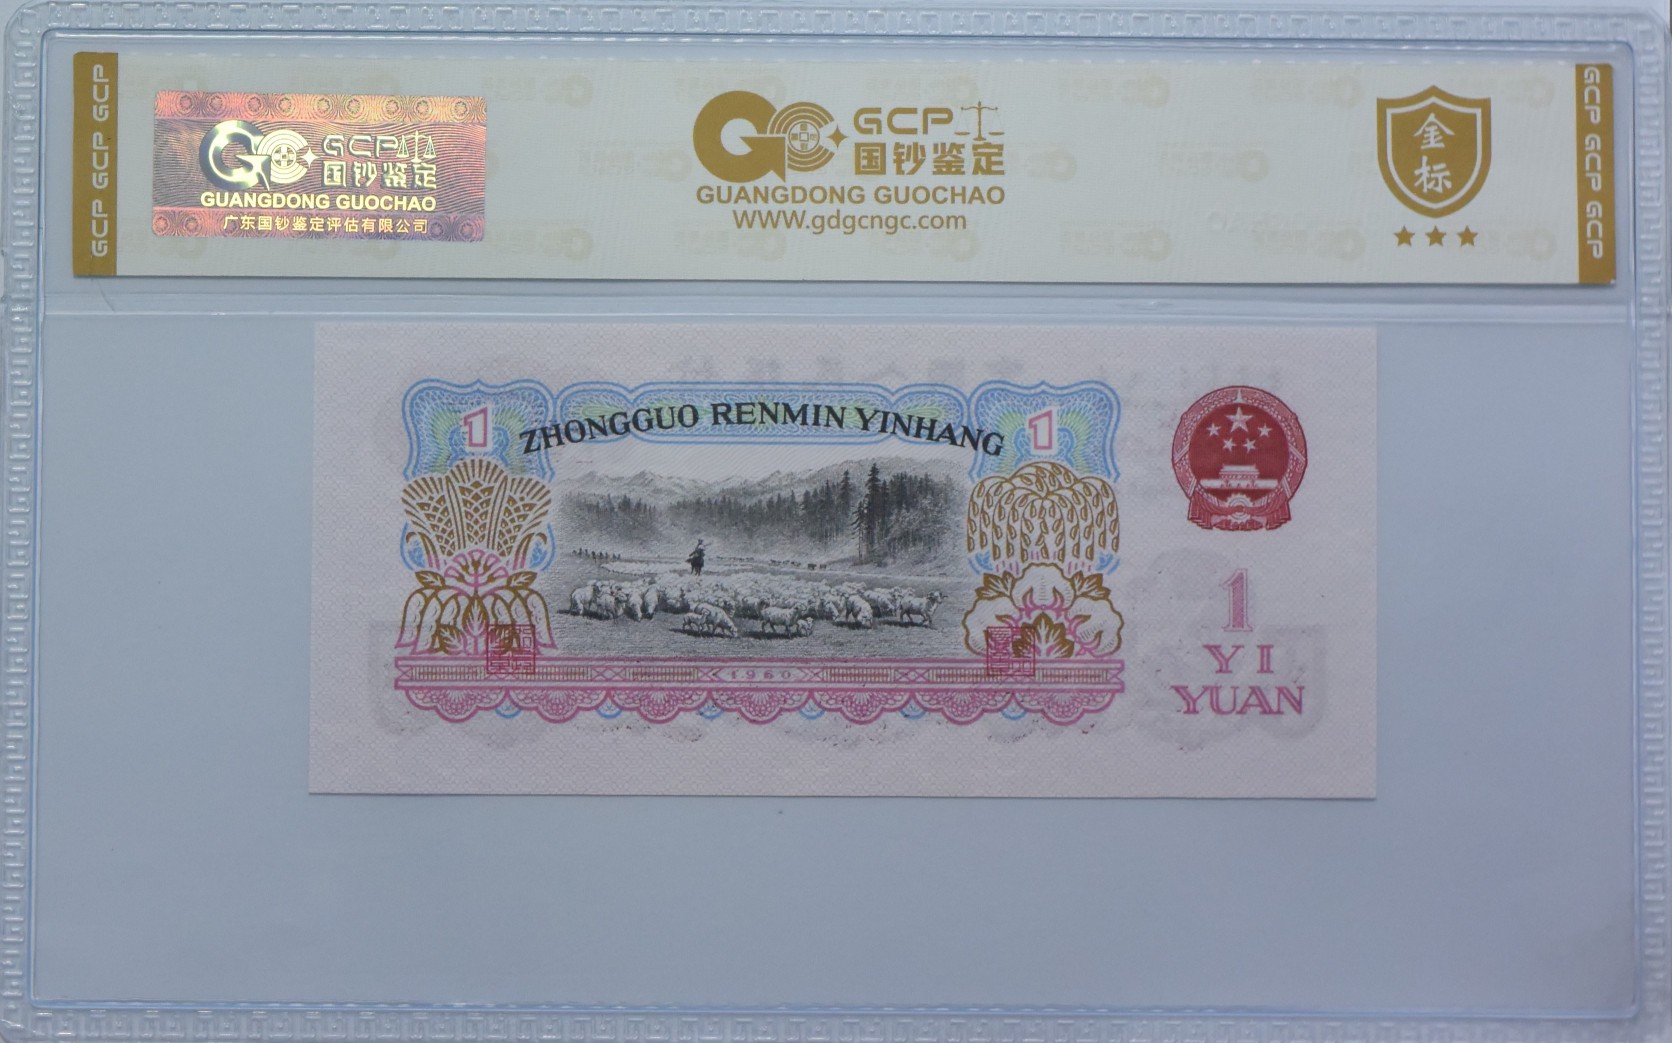 GCP GCP GCP
GCP
国钞鉴定
GUANGDONG GUOCHAO
广东国钞鉴定评估有限公司
GCP
国钞鉴定
GUANGDONG GUOCHAO
WWW.gdgcngc.com
金
标
GCP GCP GCP
1
ZHONGGUO RENMIN YINHANG
1
1960
1
YI
YUAN